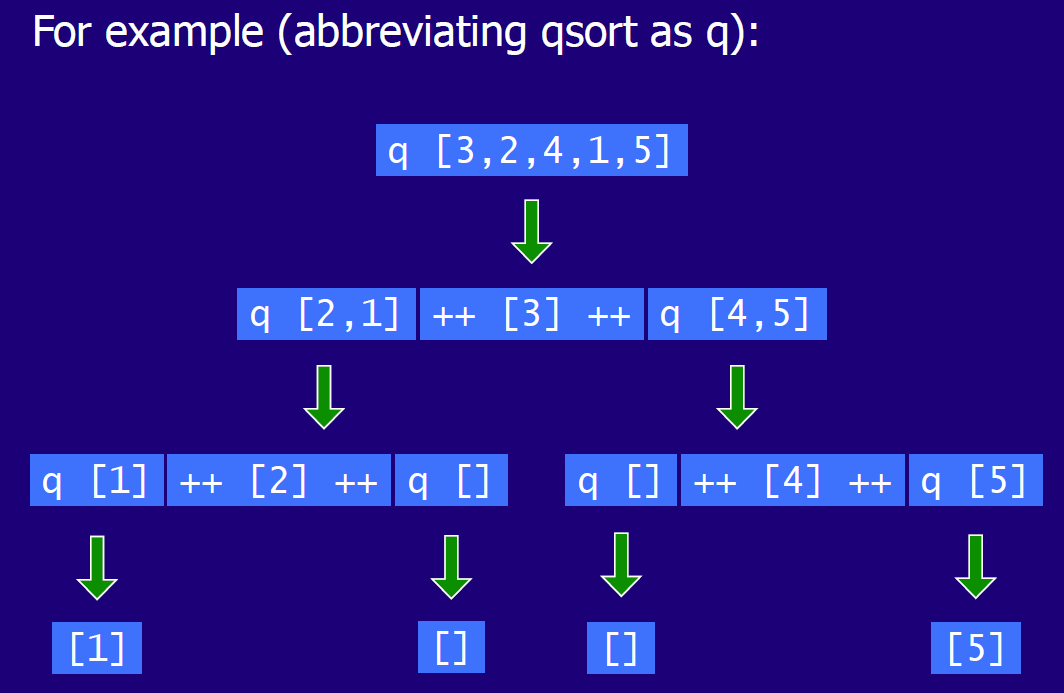 For example (abbreviating qsort as q):
q [3,2,4,1,5]
q [2,1] ++ [3] ++ q [4,5]
q [1] ++ [2] ++ q [] q [] ++ [4] ++ q [5]
[1] [] [] [5]